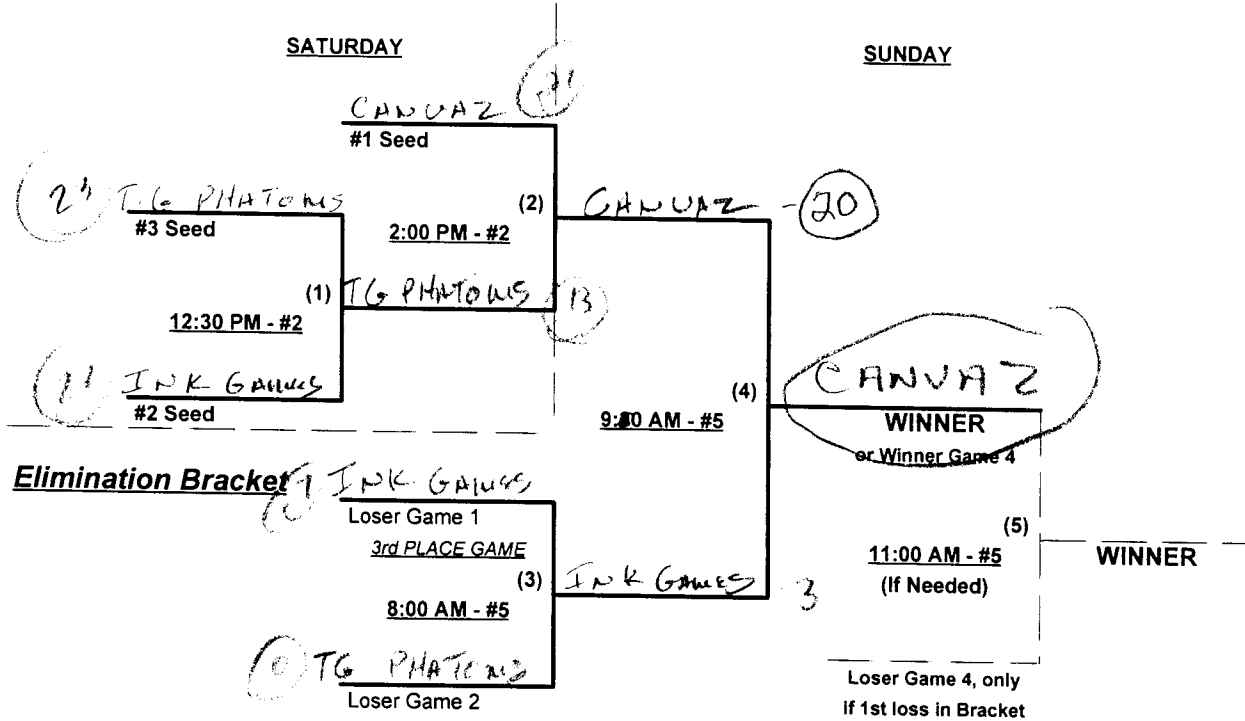 SATURDAY
SUNDAY
CANVAZ
#1 Seed
T.G PHATOMS
#3 Seed
(2)
2:00 PM - #2
CANVAZ - 20
(1)
TG PHATOMS 13
12:30 PM - #2
INK GAMES
#2 Seed
CANVAZ
(4)
9:30 AM - #5
WINNER
or Winner Game 4
Elimination Bracket
INK GAMES
Loser Game 1
3rd PLACE GAME
(5)
11:00 AM - #5
WINNER
(If Needed)
(3)
INK GAMES - 3
8:00 AM - #5
TG PHATOMS
Loser Game 2
Loser Game 4, only
if 1st loss in Bracket